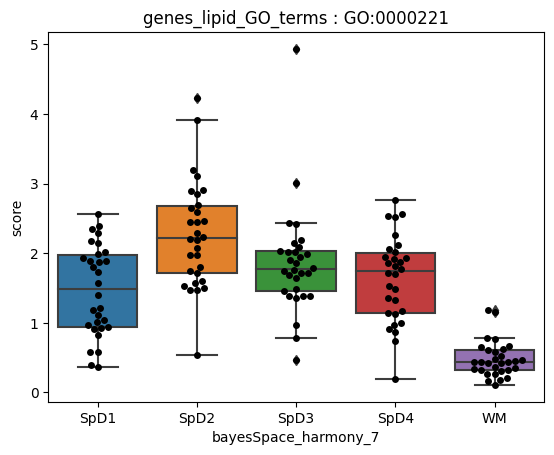 genes_lipid_GO_terms : GO:0000221
5
4
3
2
1
0
score
SpD1 SpD2 SpD3 SpD4 WM
bayesSpace_harmony_7